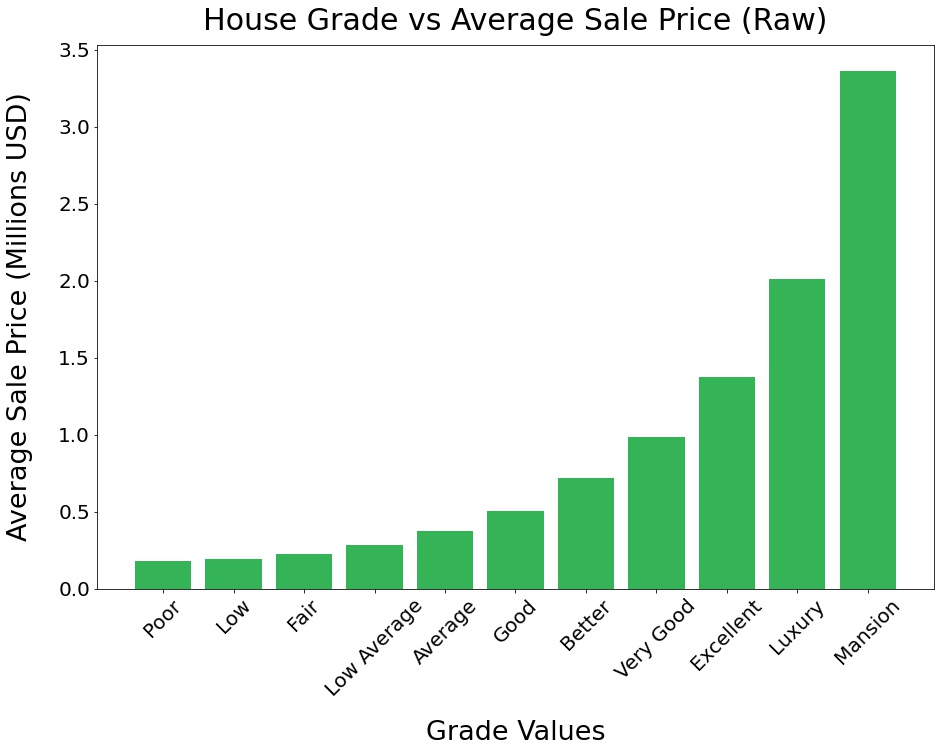 House Grade vs Average Sale Price (Raw)
Average Sale Price (Millions USD)
3.5
3.0
2.5
2.0
1.5
1.0
0.5
0.0
Poor
Low
Fair
Low Average
Average
Good
Better
Very Good
Excellent
Luxury
Mansion
Grade Values